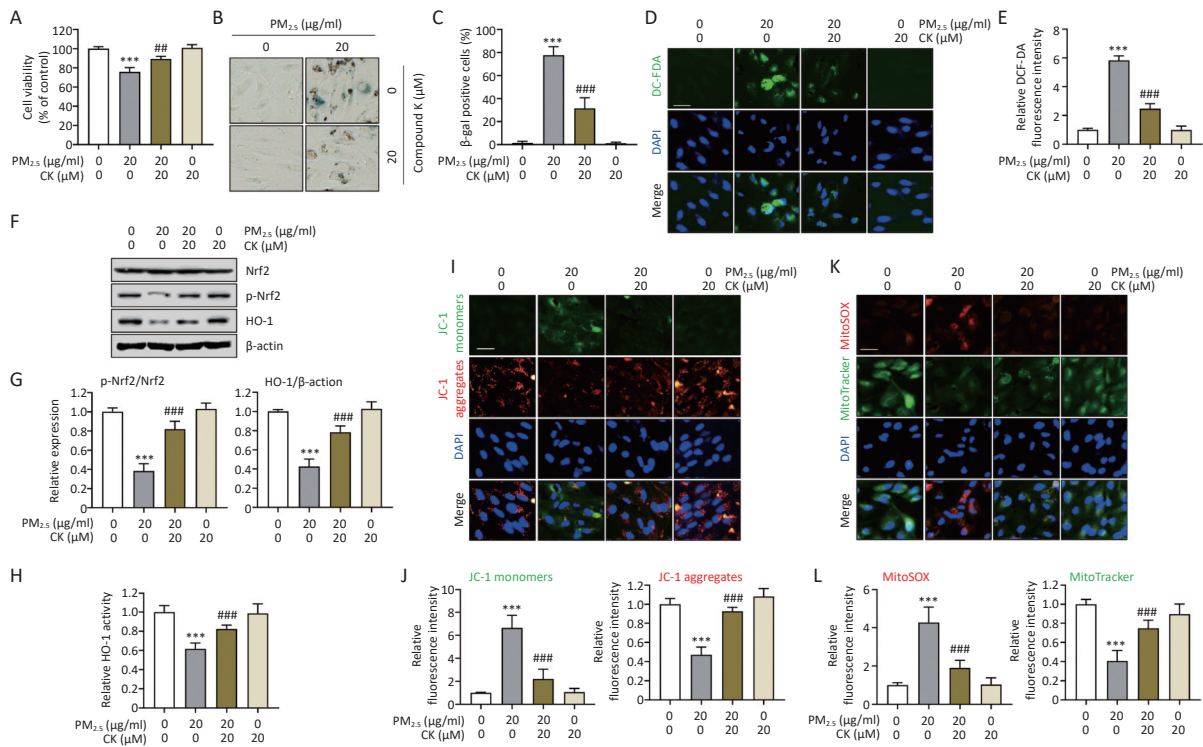 A
Cell viability
(% of control)
120
100
80
60
40
20
0
***
##
PM2.5 (µg/ml) 0 20 20 0
CK (µM) 0 0 20 20
B
PM2.5 (µg/ml)
0 20
0
20
Compound K (µM)
C
β-gal positive cells (%)
100
80
60
40
20
0
***
###
PM2.5 (µg/ml) 0 20 20 0
CK (µM) 0 0 20 20
D
0 20 20 0 PM2.5 (µg/ml)
0 0 20 20 CK (µM)
DC-FDA
DAPI
Merge
E
Relative DCF-DA
fluorescence intensity
8
6
4
2
0
***
###
PM2.5 (µg/ml) 0 20 20 0
CK (µM) 0 0 20 20
F
0 20 20 0 PM2.5 (µg/ml)
0 0 20 20 CK (µM)
Nrf2
p-Nrf2
HO-1
β-actin
G
p-Nrf2/Nrf2
Relative expression
1.2
1.0
0.8
0.6
0.4
0.2
0
***
###
PM2.5 (µg/ml) 0 20 20 0
CK (µM) 0 0 20 20
HO-1/β-action
1.2
1.0
0.8
0.6
0.4
0.2
0
***
###
0 20 20 0
0 0 20 20
H
Relative HO-1 activity
1.2
1.0
0.8
0.6
0.4
0.2
0
***
###
PM2.5 (µg/ml) 0 20 20 0
CK (µM) 0 0 20 20
I
0 20 20 0 PM2.5 (µg/ml)
0 0 20 20 CK (µM)
JC-1
monomers
JC-1
aggregates
DAPI
Merge
J
JC-1 monomers
Relative
fluorescence intensity
10
8
6
4
2
0
***
###
PM2.5 (µg/ml) 0 20 20 0
CK (µM) 0 0 20 20
JC-1 aggregates
Relative
fluorescence intensity
1.2
1.0
0.8
0.6
0.4
0.2
0
***
###
0 20 20 0
0 0 20 20
K
0 20 20 0 PM2.5 (µg/ml)
0 0 20 20 CK (µM)
MitoSOX
MitoTracker
DAPI
Merge
L
MitoSOX
Relative
fluorescence intensity
6
4
2
0
***
###
PM2.5 (µg/ml) 0 20 20 0
CK (µM) 0 0 20 20
MitoTracker
Relative
fluorescence intensity
1.2
1.0
0.8
0.6
0.4
0.2
0
***
###
0 20 20 0
0 0 20 20